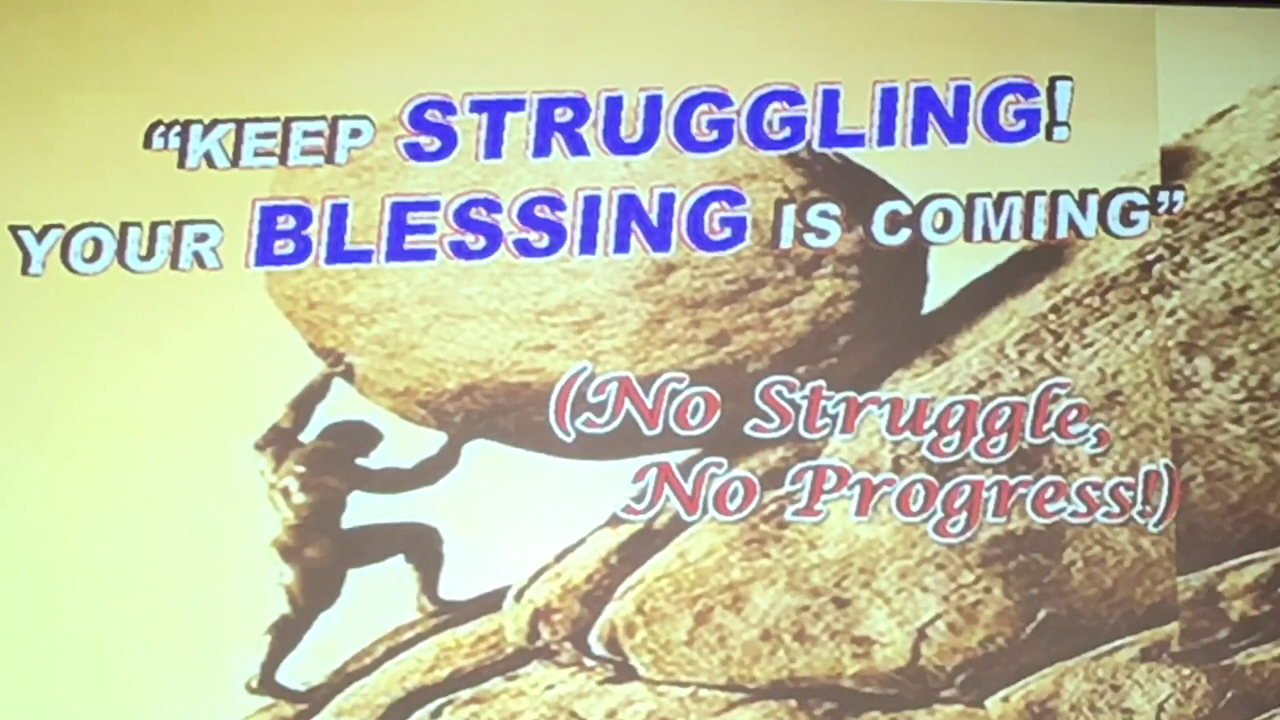 “KEEP STRUGGLING!
YOUR BLESSING IS COMING”
(No Struggle,
No Progress!)